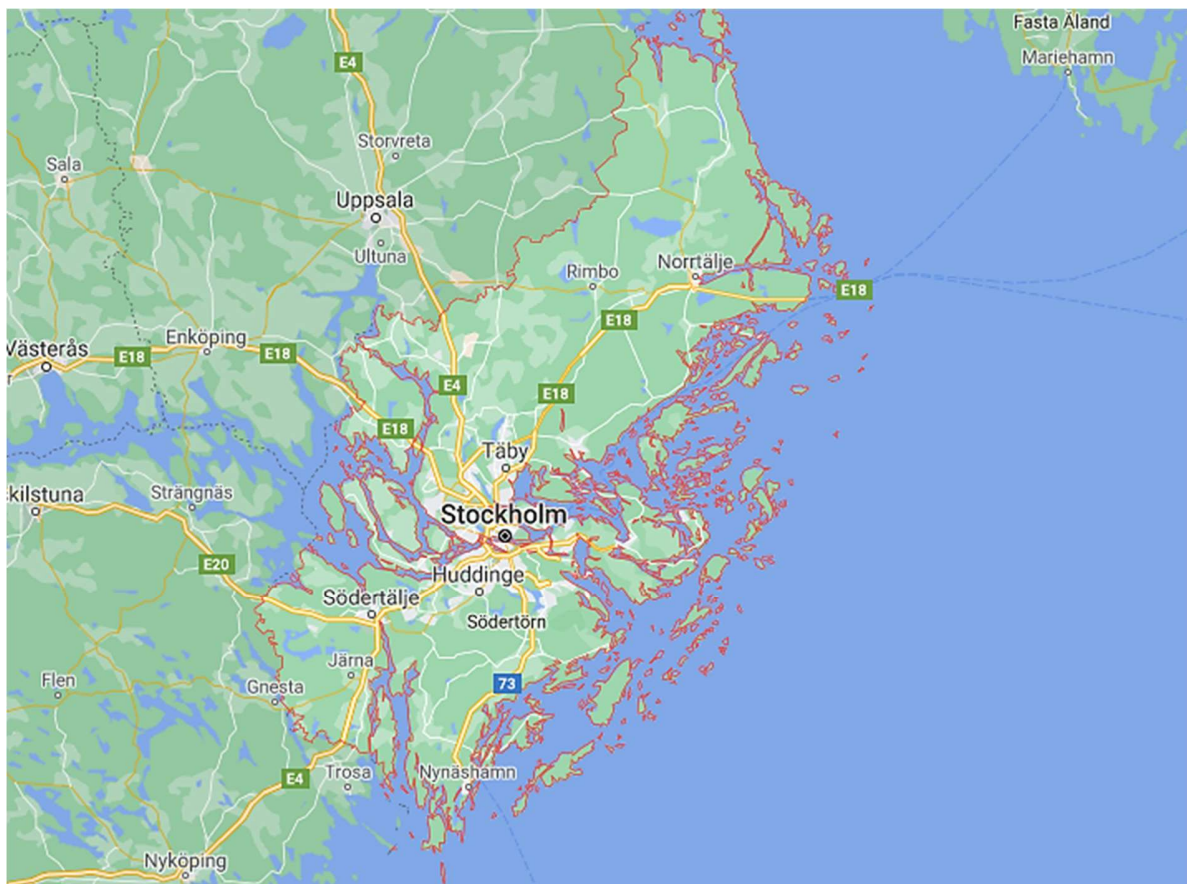 Fasta Åland
Mariehamn
E4
Storvreta
Sala
Uppsala
Ultuna
Rimbo
Norrtälje
E18
E18
Enköping
Västerås
E18
E18
E4
E18
E18
Täby
kilstuna
Strängnäs
Stockholm
E20
Huddinge
Södertälje
Södertörn
Järna
Flen
Gnesta
73
Trosa
Nynäshamn
E4
Nyköping